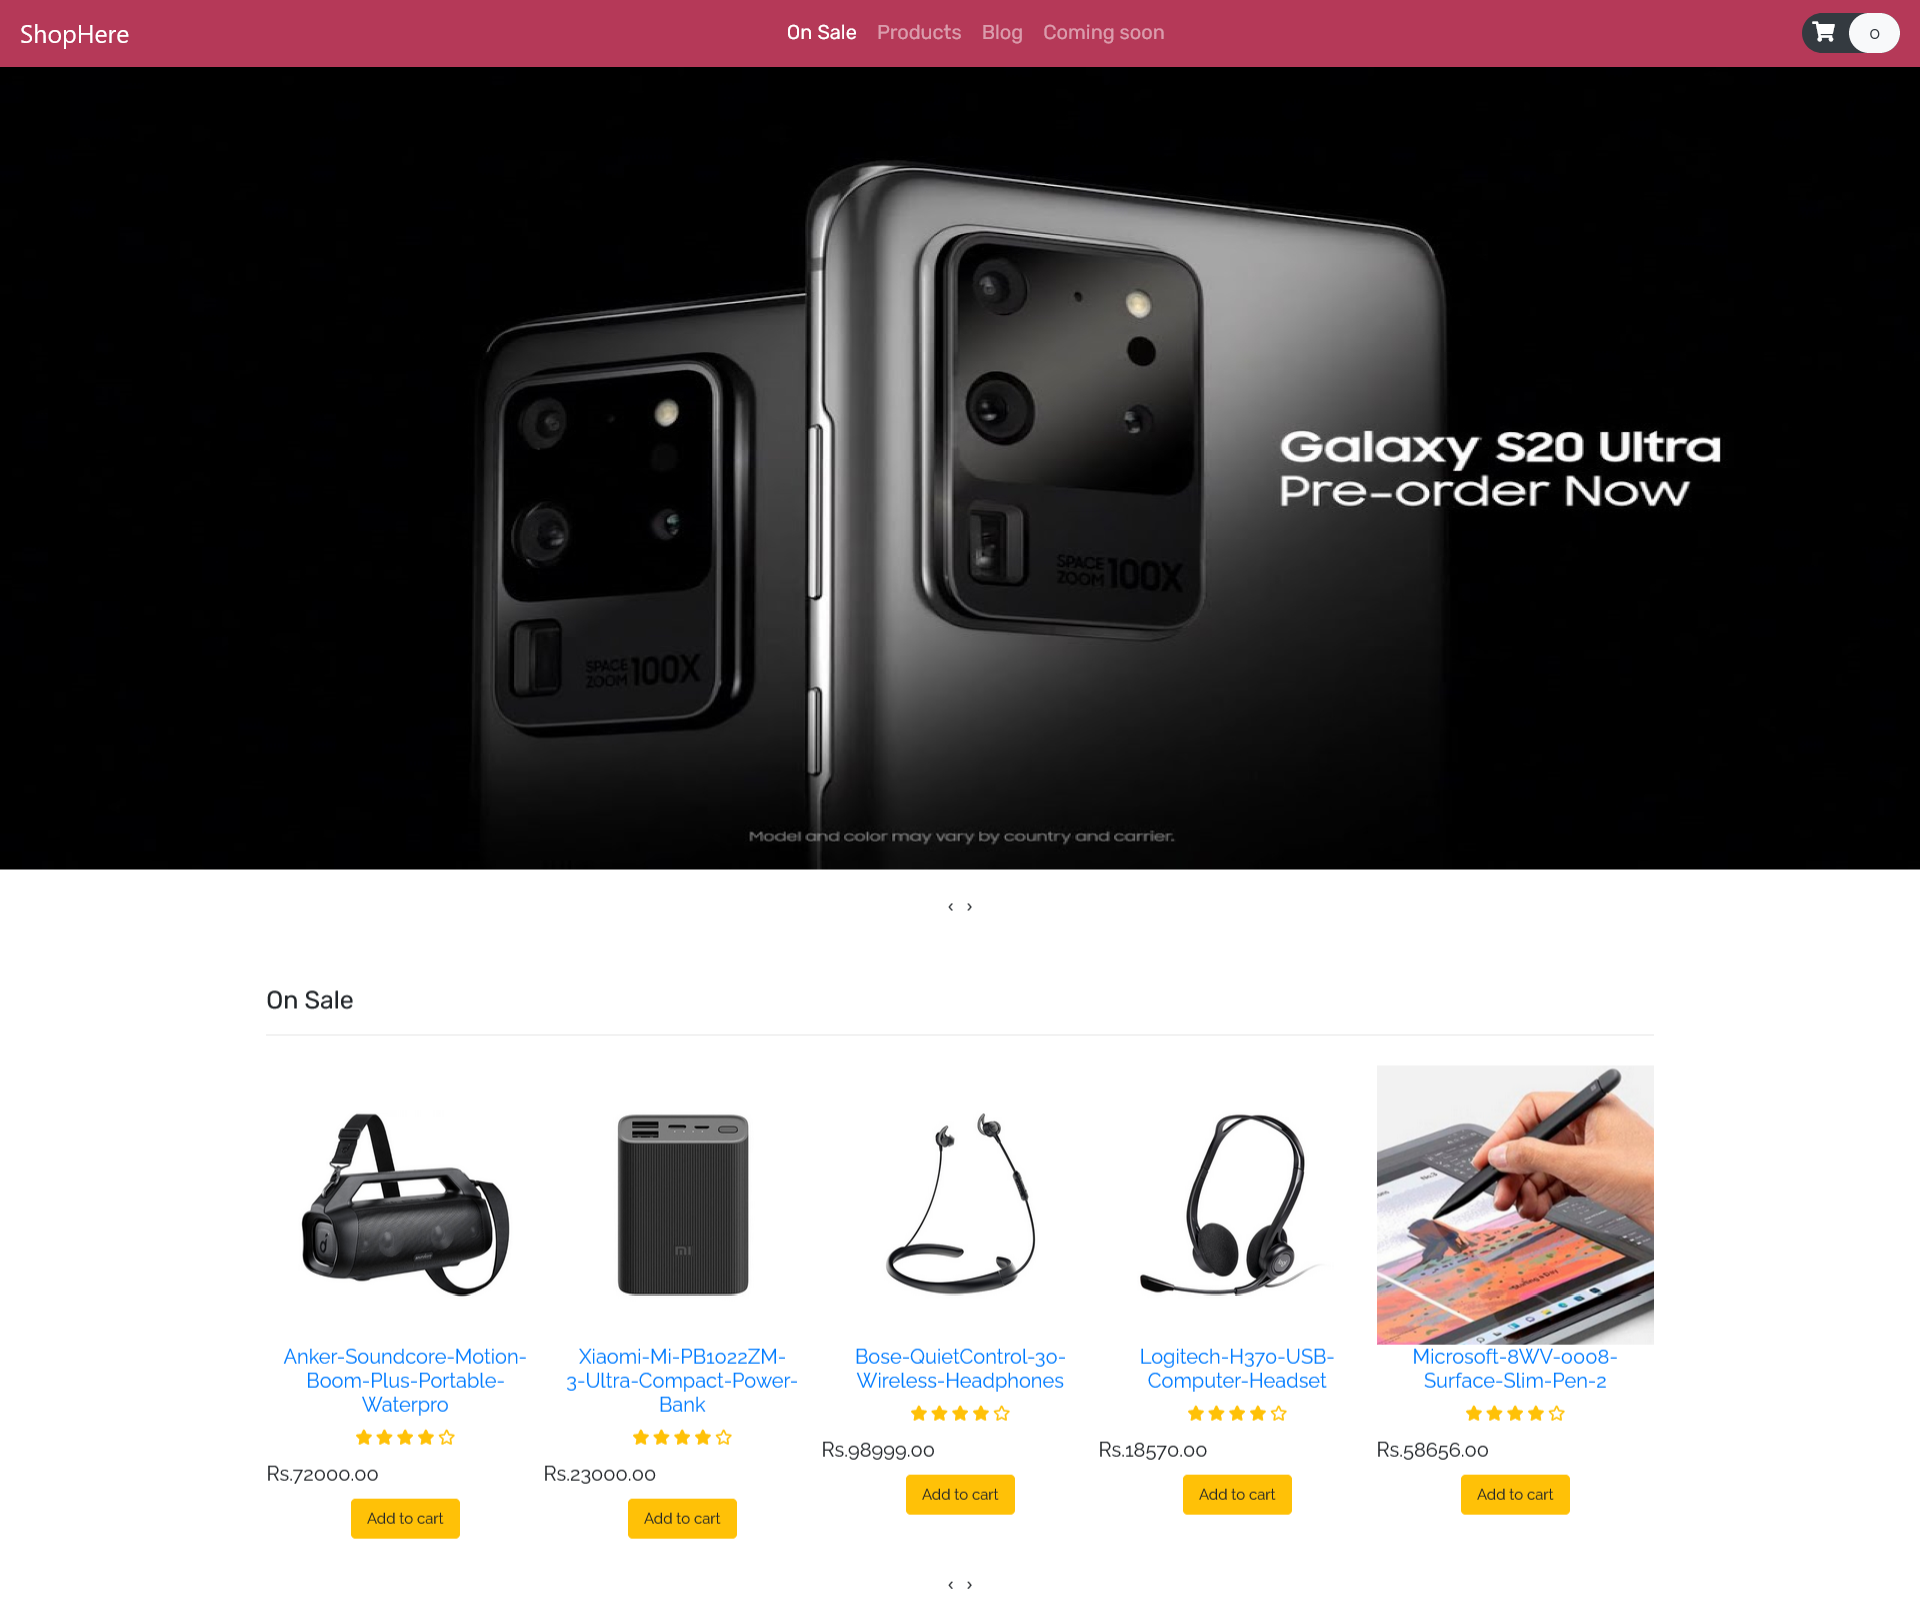 ShopHere
On Sale Products Blog Coming soon
0
Galaxy S20 Ultra
Pre-order Now
SPACE ZOOM 100X
SPACE ZOOM 100X
Model and color may vary by country and carrier.
‹ ›
On Sale
mi
Anker-Soundcore-Motion-
Boom-Plus-Portable-
Waterpro
Rs.72000.00
Add to cart
Xiaomi-Mi-PB1022ZM-
3-Ultra-Compact-Power-
Bank
Rs.23000.00
Add to cart
Bose-QuietControl-30-
Wireless-Headphones
Rs.98999.00
Add to cart
Logitech-H370-USB-
Computer-Headset
Rs.18570.00
Add to cart
Microsoft-8WV-0008-
Surface-Slim-Pen-2
Rs.58656.00
Add to cart
‹ ›